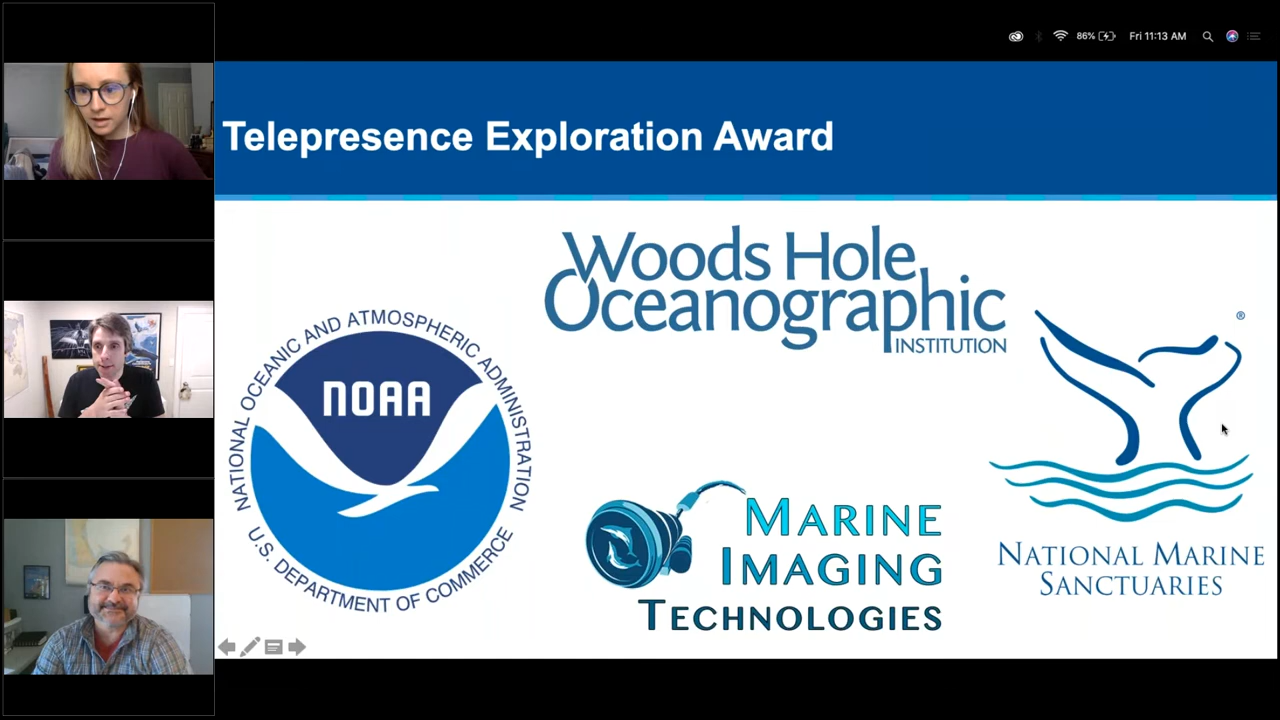 86%
Fri 11:13 AM
Telepresence Exploration Award
NATIONAL OCEANIC AND ATMOSPHERIC ADMINISTRATION
NOAA
U.S. DEPARTMENT OF COMMERCE
Woods Hole
Oceanographic
INSTITUTION
MARINE
IMAGING
TECHNOLOGIES
®
NATIONAL MARINE
SANCTUARIES